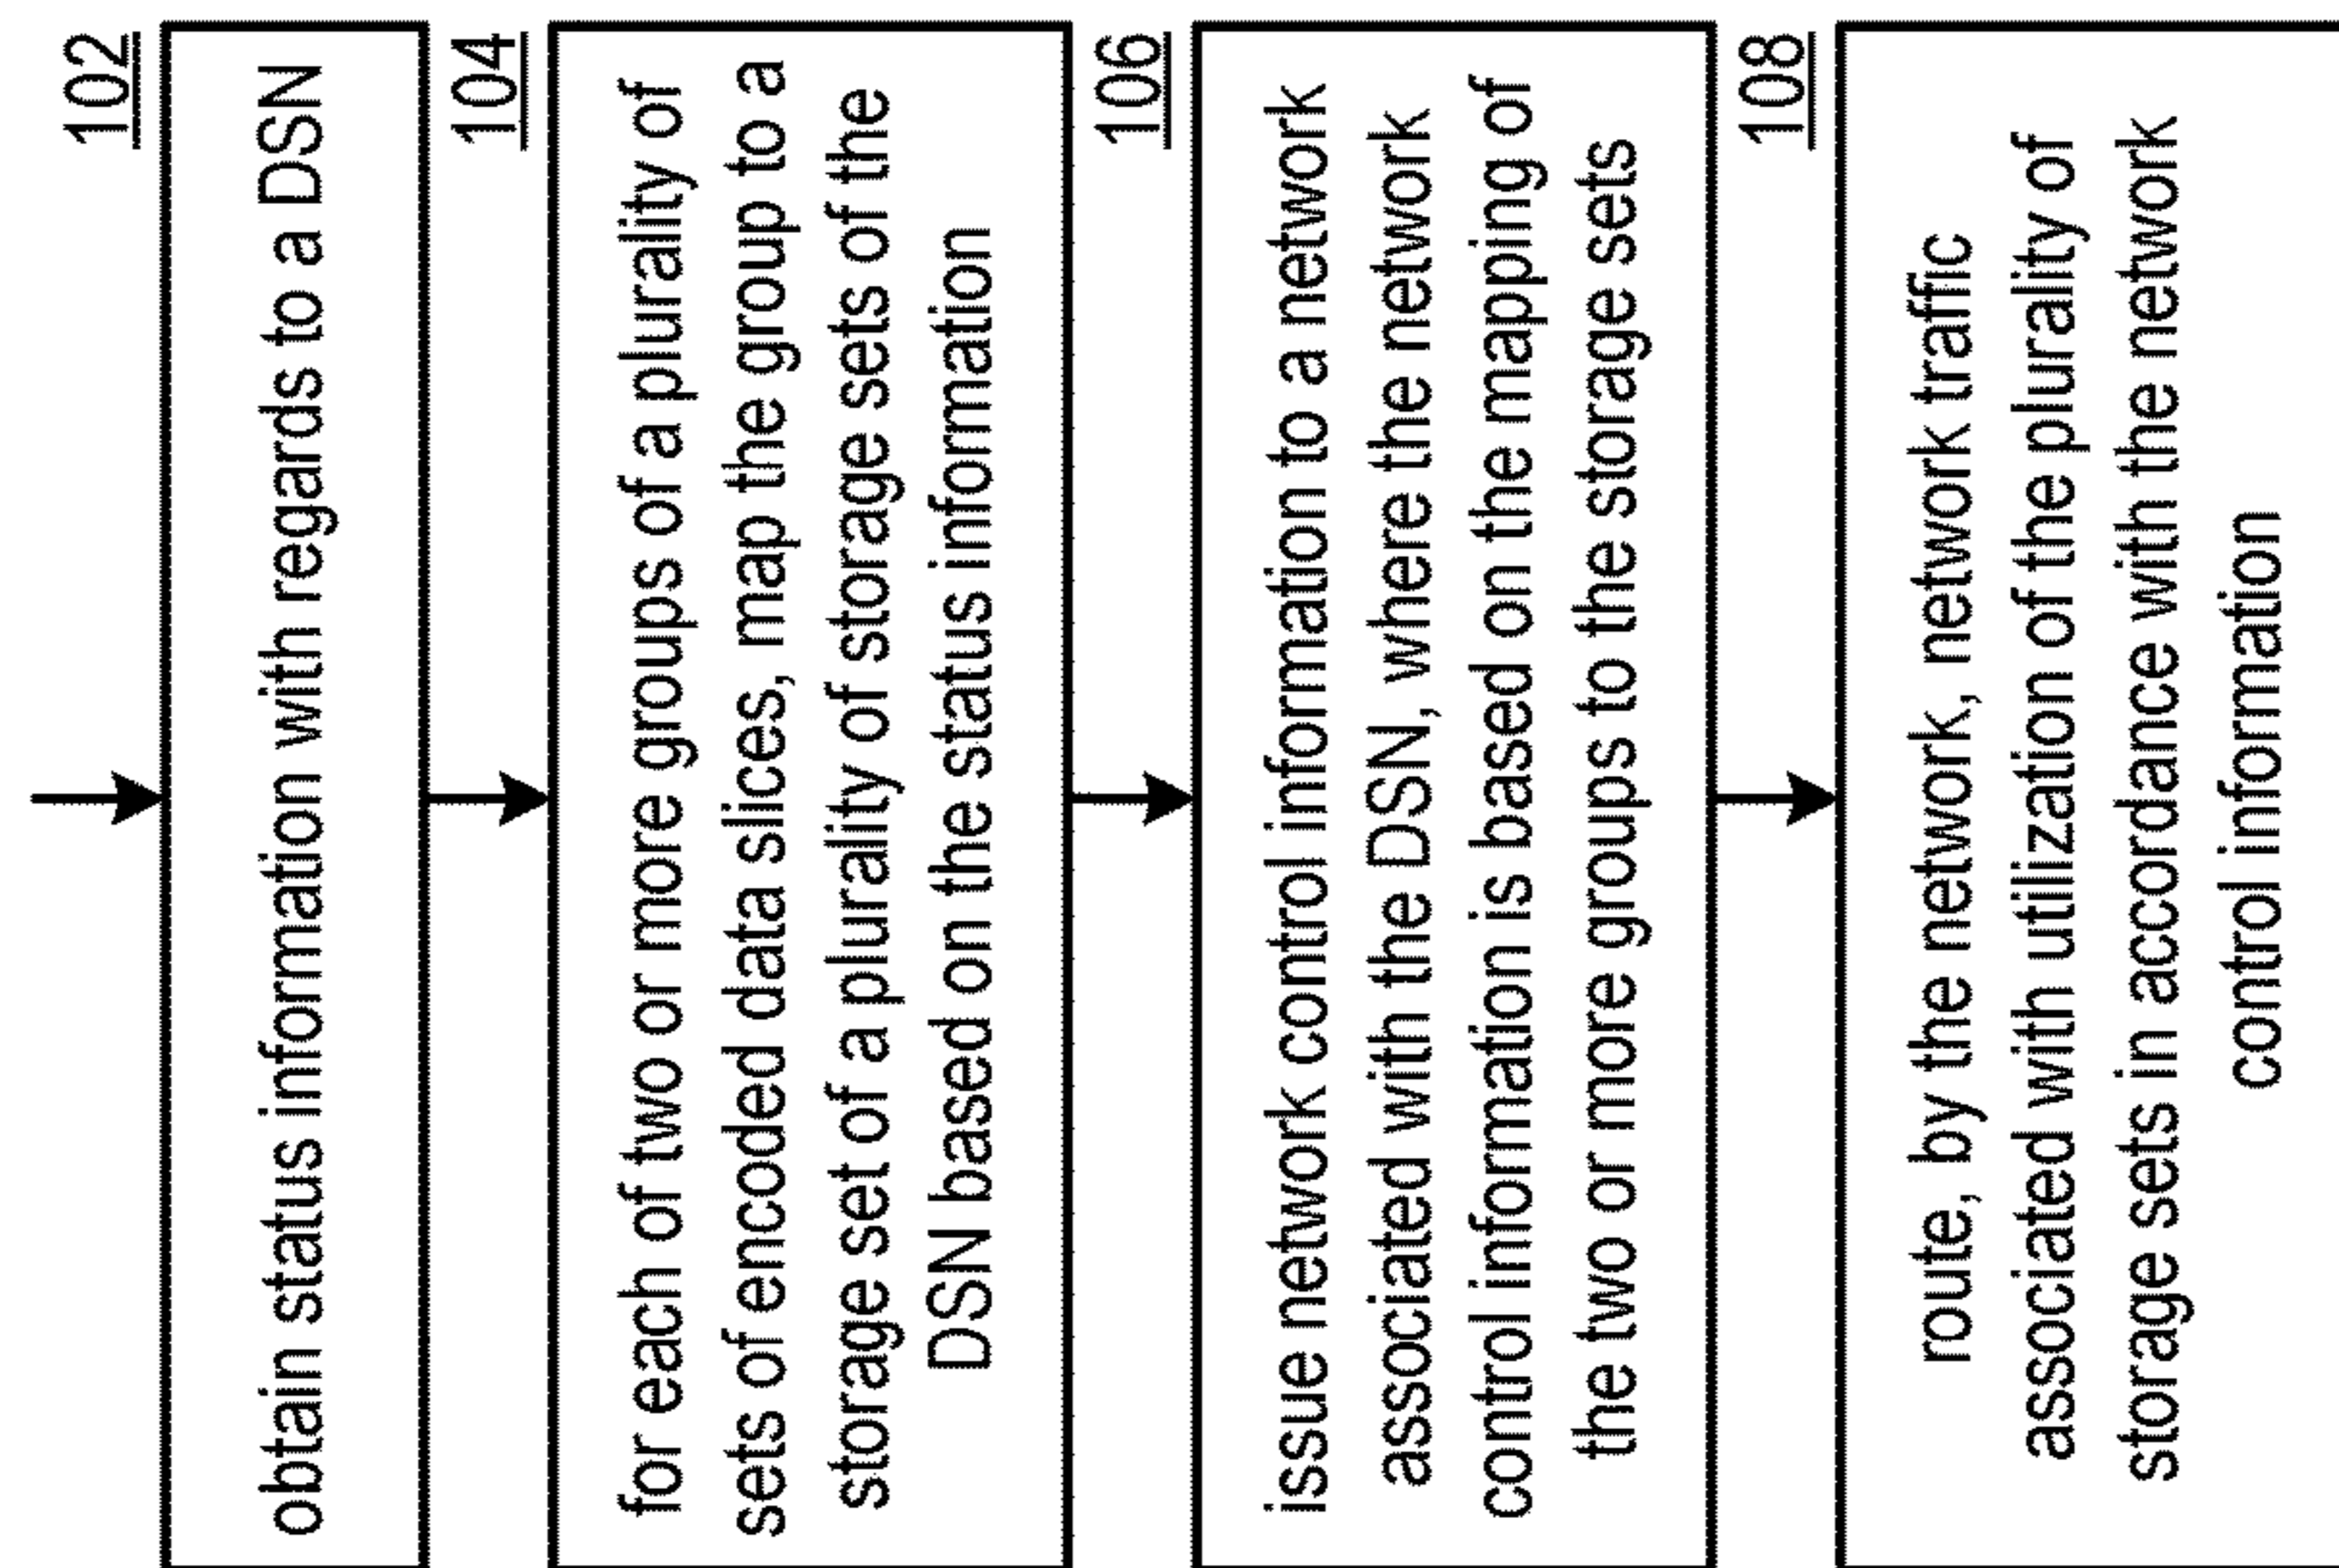 102
obtain status information with regards to a DSN
104
for each of two or more groups of a plurality of
sets of encoded data slices, map the group to a
storage set of a plurality of storage sets of the
DSN based on the status information
106
issue network control information to a network
associated with the DSN, where the network
control information is based on the mapping of
the two or more groups to the storage sets
108
route, by the network, network traffic
associated with utilization of the plurality of
storage sets in accordance with the network
control information